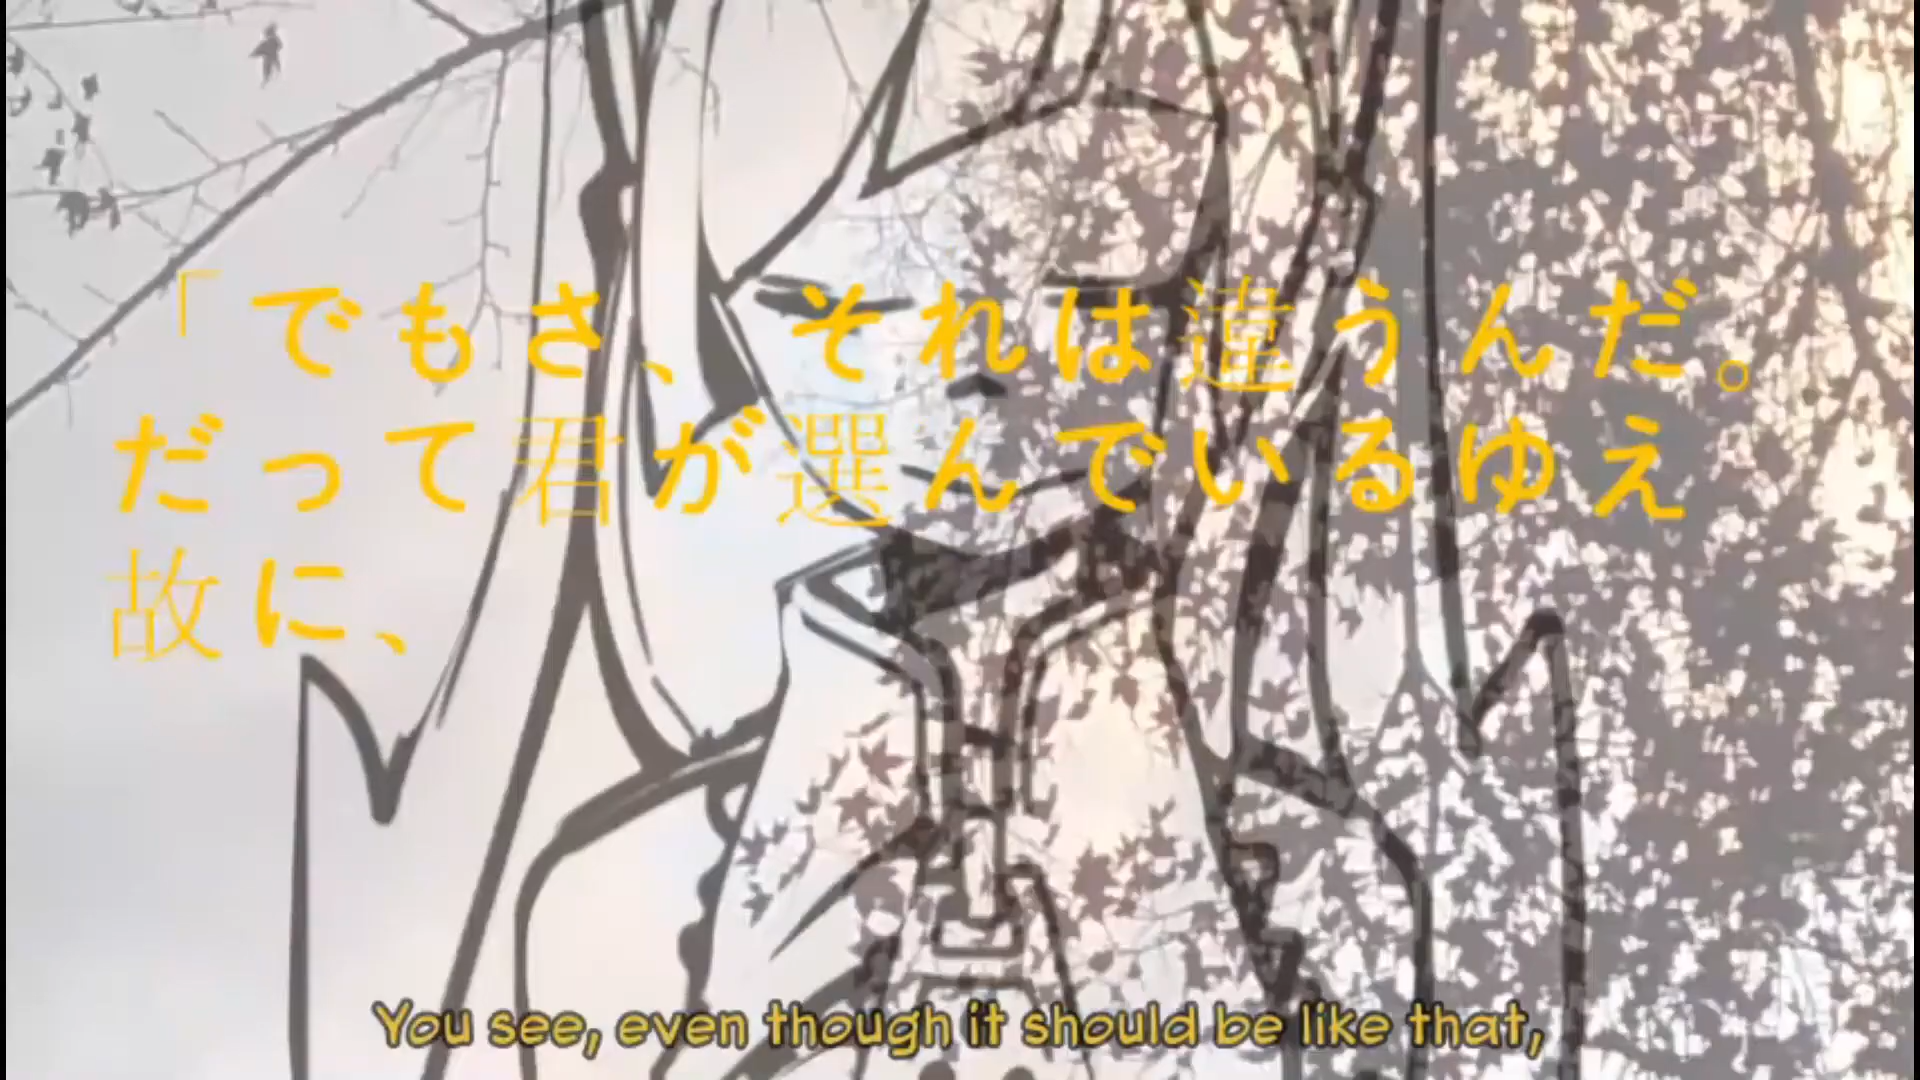 「でもさ、それは違うんだ。
だって君が選んでいるゆえ
故に、
You see, even though it should be like that,